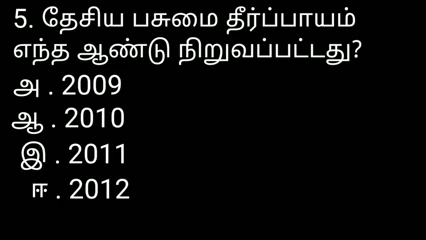 5. தேசிய பசுமை தீர்ப்பாயம்
எந்த ஆண்டு நிறுவப்பட்டது?
அ . 2009
ஆ . 2010
இ . 2011
ஈ . 2012